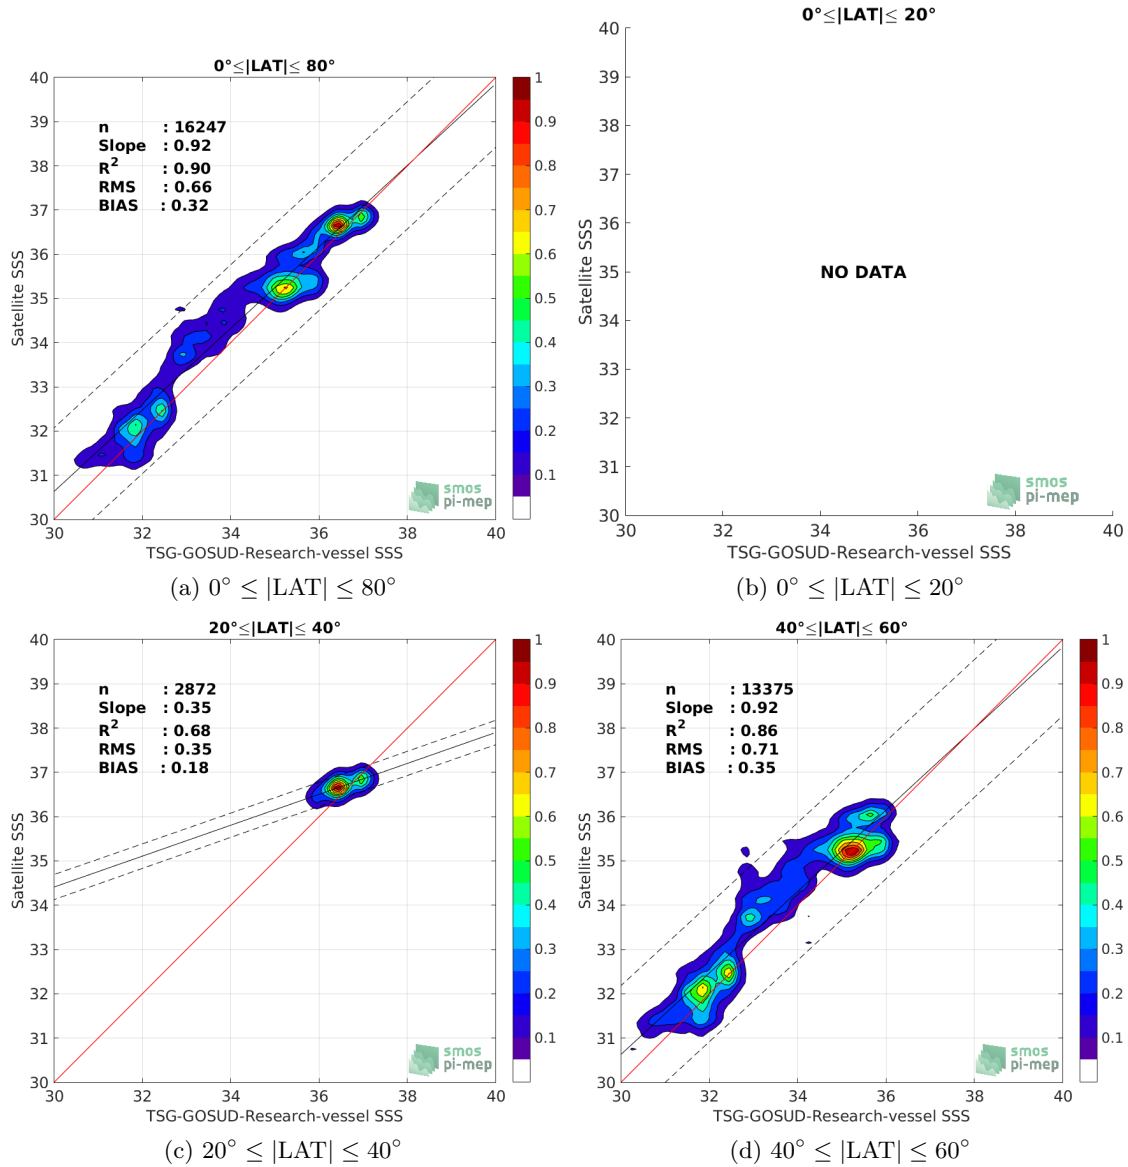 0°≤|LAT|≤ 80°
40
39
38
37
36
35
34
33
32
31
30
Satellite SSS
n : 16247
Slope : 0.92
R² : 0.90
RMS : 0.66
BIAS : 0.32
1
0.9
0.8
0.7
0.6
0.5
0.4
0.3
0.2
0.1
smos
pi-mep
30 32 34 36 38 40
TSG-GOSUD-Research-vessel SSS
(a) 0° ≤ |LAT| ≤ 80°
0°≤|LAT|≤ 20°
40
39
38
37
36
35
34
33
32
31
30
Satellite SSS
NO DATA
smos
pi-mep
30 32 34 36 38 40
TSG-GOSUD-Research-vessel SSS
(b) 0° ≤ |LAT| ≤ 20°
20°≤|LAT|≤ 40°
40
39
38
37
36
35
34
33
32
31
30
Satellite SSS
n : 2872
Slope : 0.35
R² : 0.68
RMS : 0.35
BIAS : 0.18
1
0.9
0.8
0.7
0.6
0.5
0.4
0.3
0.2
0.1
smos
pi-mep
30 32 34 36 38 40
TSG-GOSUD-Research-vessel SSS
(c) 20° ≤ |LAT| ≤ 40°
40°≤|LAT|≤ 60°
40
39
38
37
36
35
34
33
32
31
30
Satellite SSS
n : 13375
Slope : 0.92
R² : 0.86
RMS : 0.71
BIAS : 0.35
1
0.9
0.8
0.7
0.6
0.5
0.4
0.3
0.2
0.1
smos
pi-mep
30 32 34 36 38 40
TSG-GOSUD-Research-vessel SSS
(d) 40° ≤ |LAT| ≤ 60°